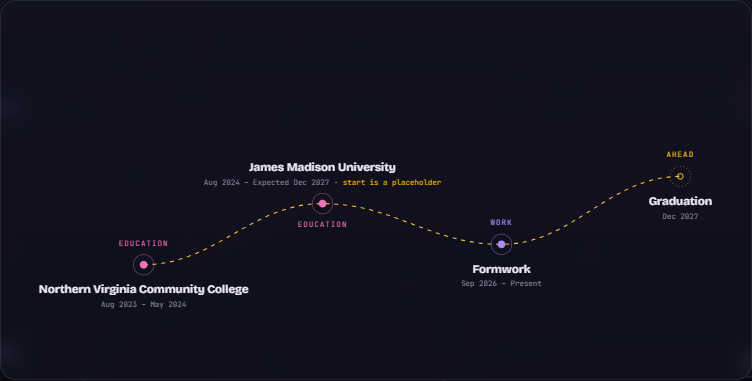 AHEAD
James Madison University
Aug 2024 – Expected Dec 2027 · start is a placeholder
Graduation
Dec 2027
EDUCATION
WORK
EDUCATION
Formwork
Sep 2026 – Present
Northern Virginia Community College
Aug 2023 – May 2024